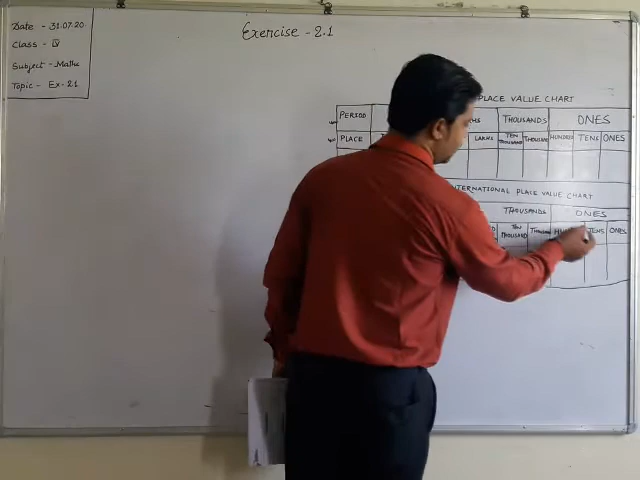 Date - 31.07.20.
Class - IV
Subject - Maths
Topic - Ex-2.1
Exercise - 2.1
PLACE VALUE CHART
PERIOD
THOUSANDS
ONES
PLACE
LAKHS
TEN THOUSAND
THOUSAND
HUNDRED
TENS
ONES
INTERNATIONAL PLACE VALUE CHART
THOUSANDS
ONES
TEN THOUSAND
TENS
ONES